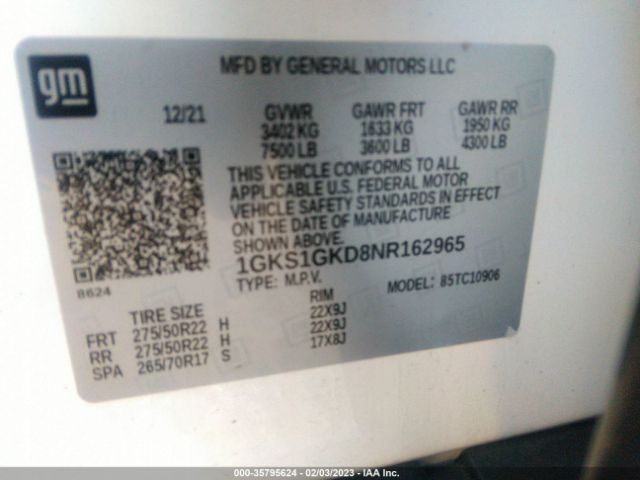 gm
MFD BY GENERAL MOTORS LLC
12/21 GVWR GAWR FRT GAWR RR
3402 KG 1633 KG 1950 KG
7500 LB 3600 LB 4300 LB
THIS VEHICLE CONFORMS TO ALL
APPLICABLE U.S. FEDERAL MOTOR
VEHICLE SAFETY STANDARDS IN EFFECT
ON THE DATE OF MANUFACTURE
SHOWN ABOVE.
1GKS1GKD8NR162965
8624
TYPE: M.P.V. MODEL: 85TC10906
TIRE SIZE RIM
FRT 275/50R22 H 22X9J
RR 275/50R22 H 22X9J
SPA 265/70R17 S 17X8J
000-35795624 - 02/03/2023 - IAA Inc.